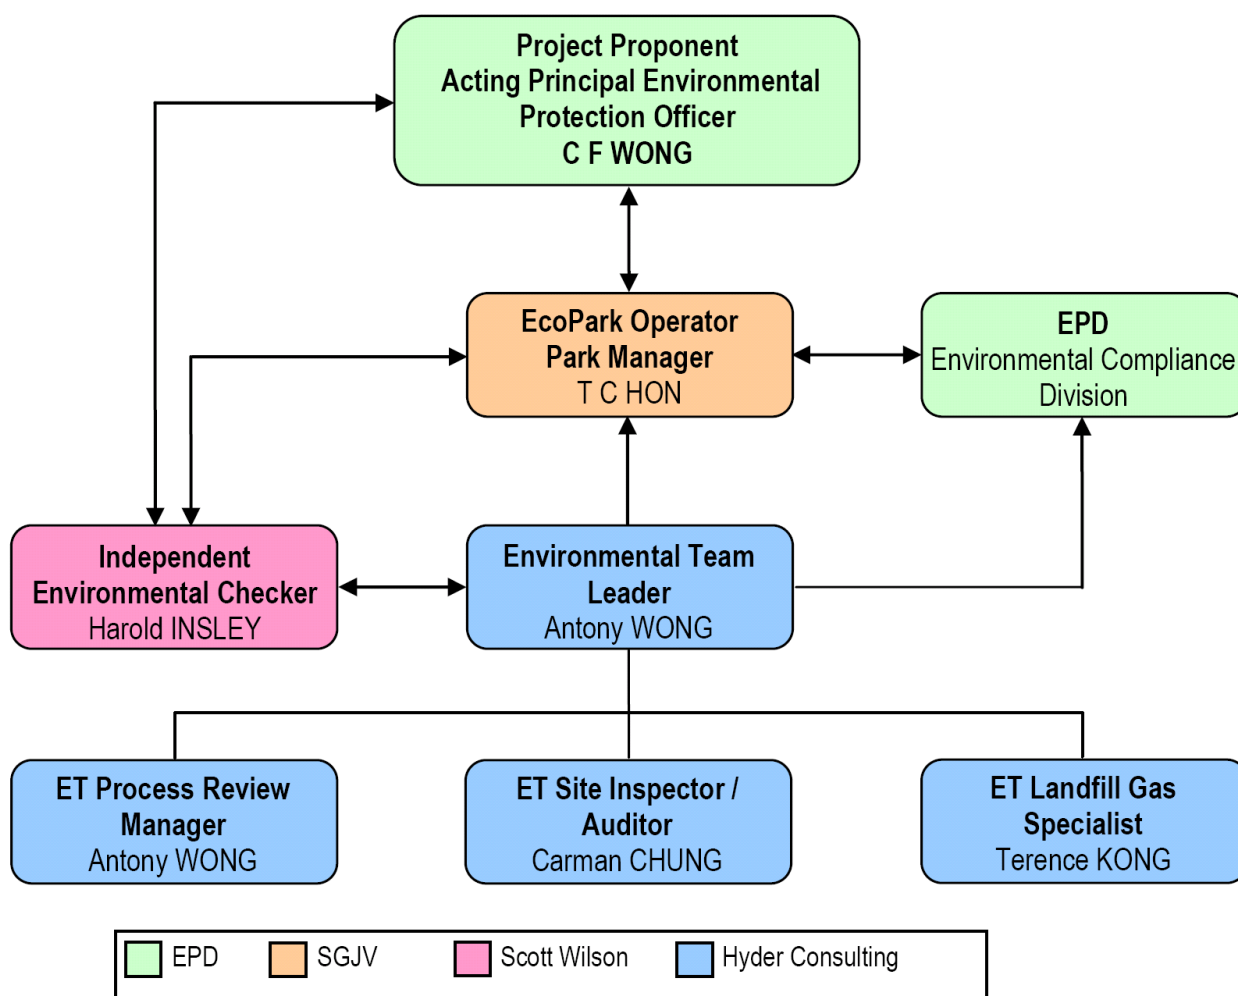 Project Proponent
Acting Principal Environmental
Protection Officer
C F WONG
EcoPark Operator
Park Manager
T C HON
EPD
Environmental Compliance
Division
Independent
Environmental Checker
Harold INSLEY
Environmental Team
Leader
Antony WONG
ET Process Review
Manager
Antony WONG
ET Site Inspector /
Auditor
Carman CHUNG
ET Landfill Gas
Specialist
Terence KONG
EPD
SGJV
Scott Wilson
Hyder Consulting